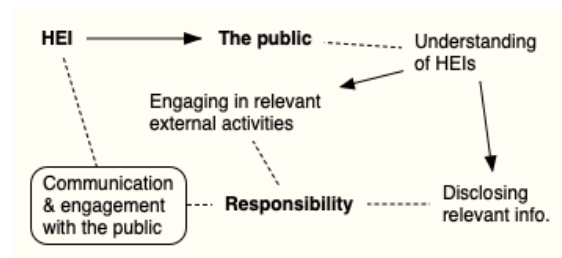 HEI
The public
Understanding
of HEIs
Engaging in relevant
external activities
Communication
& engagement
with the public
Responsibility
Disclosing
relevant info.